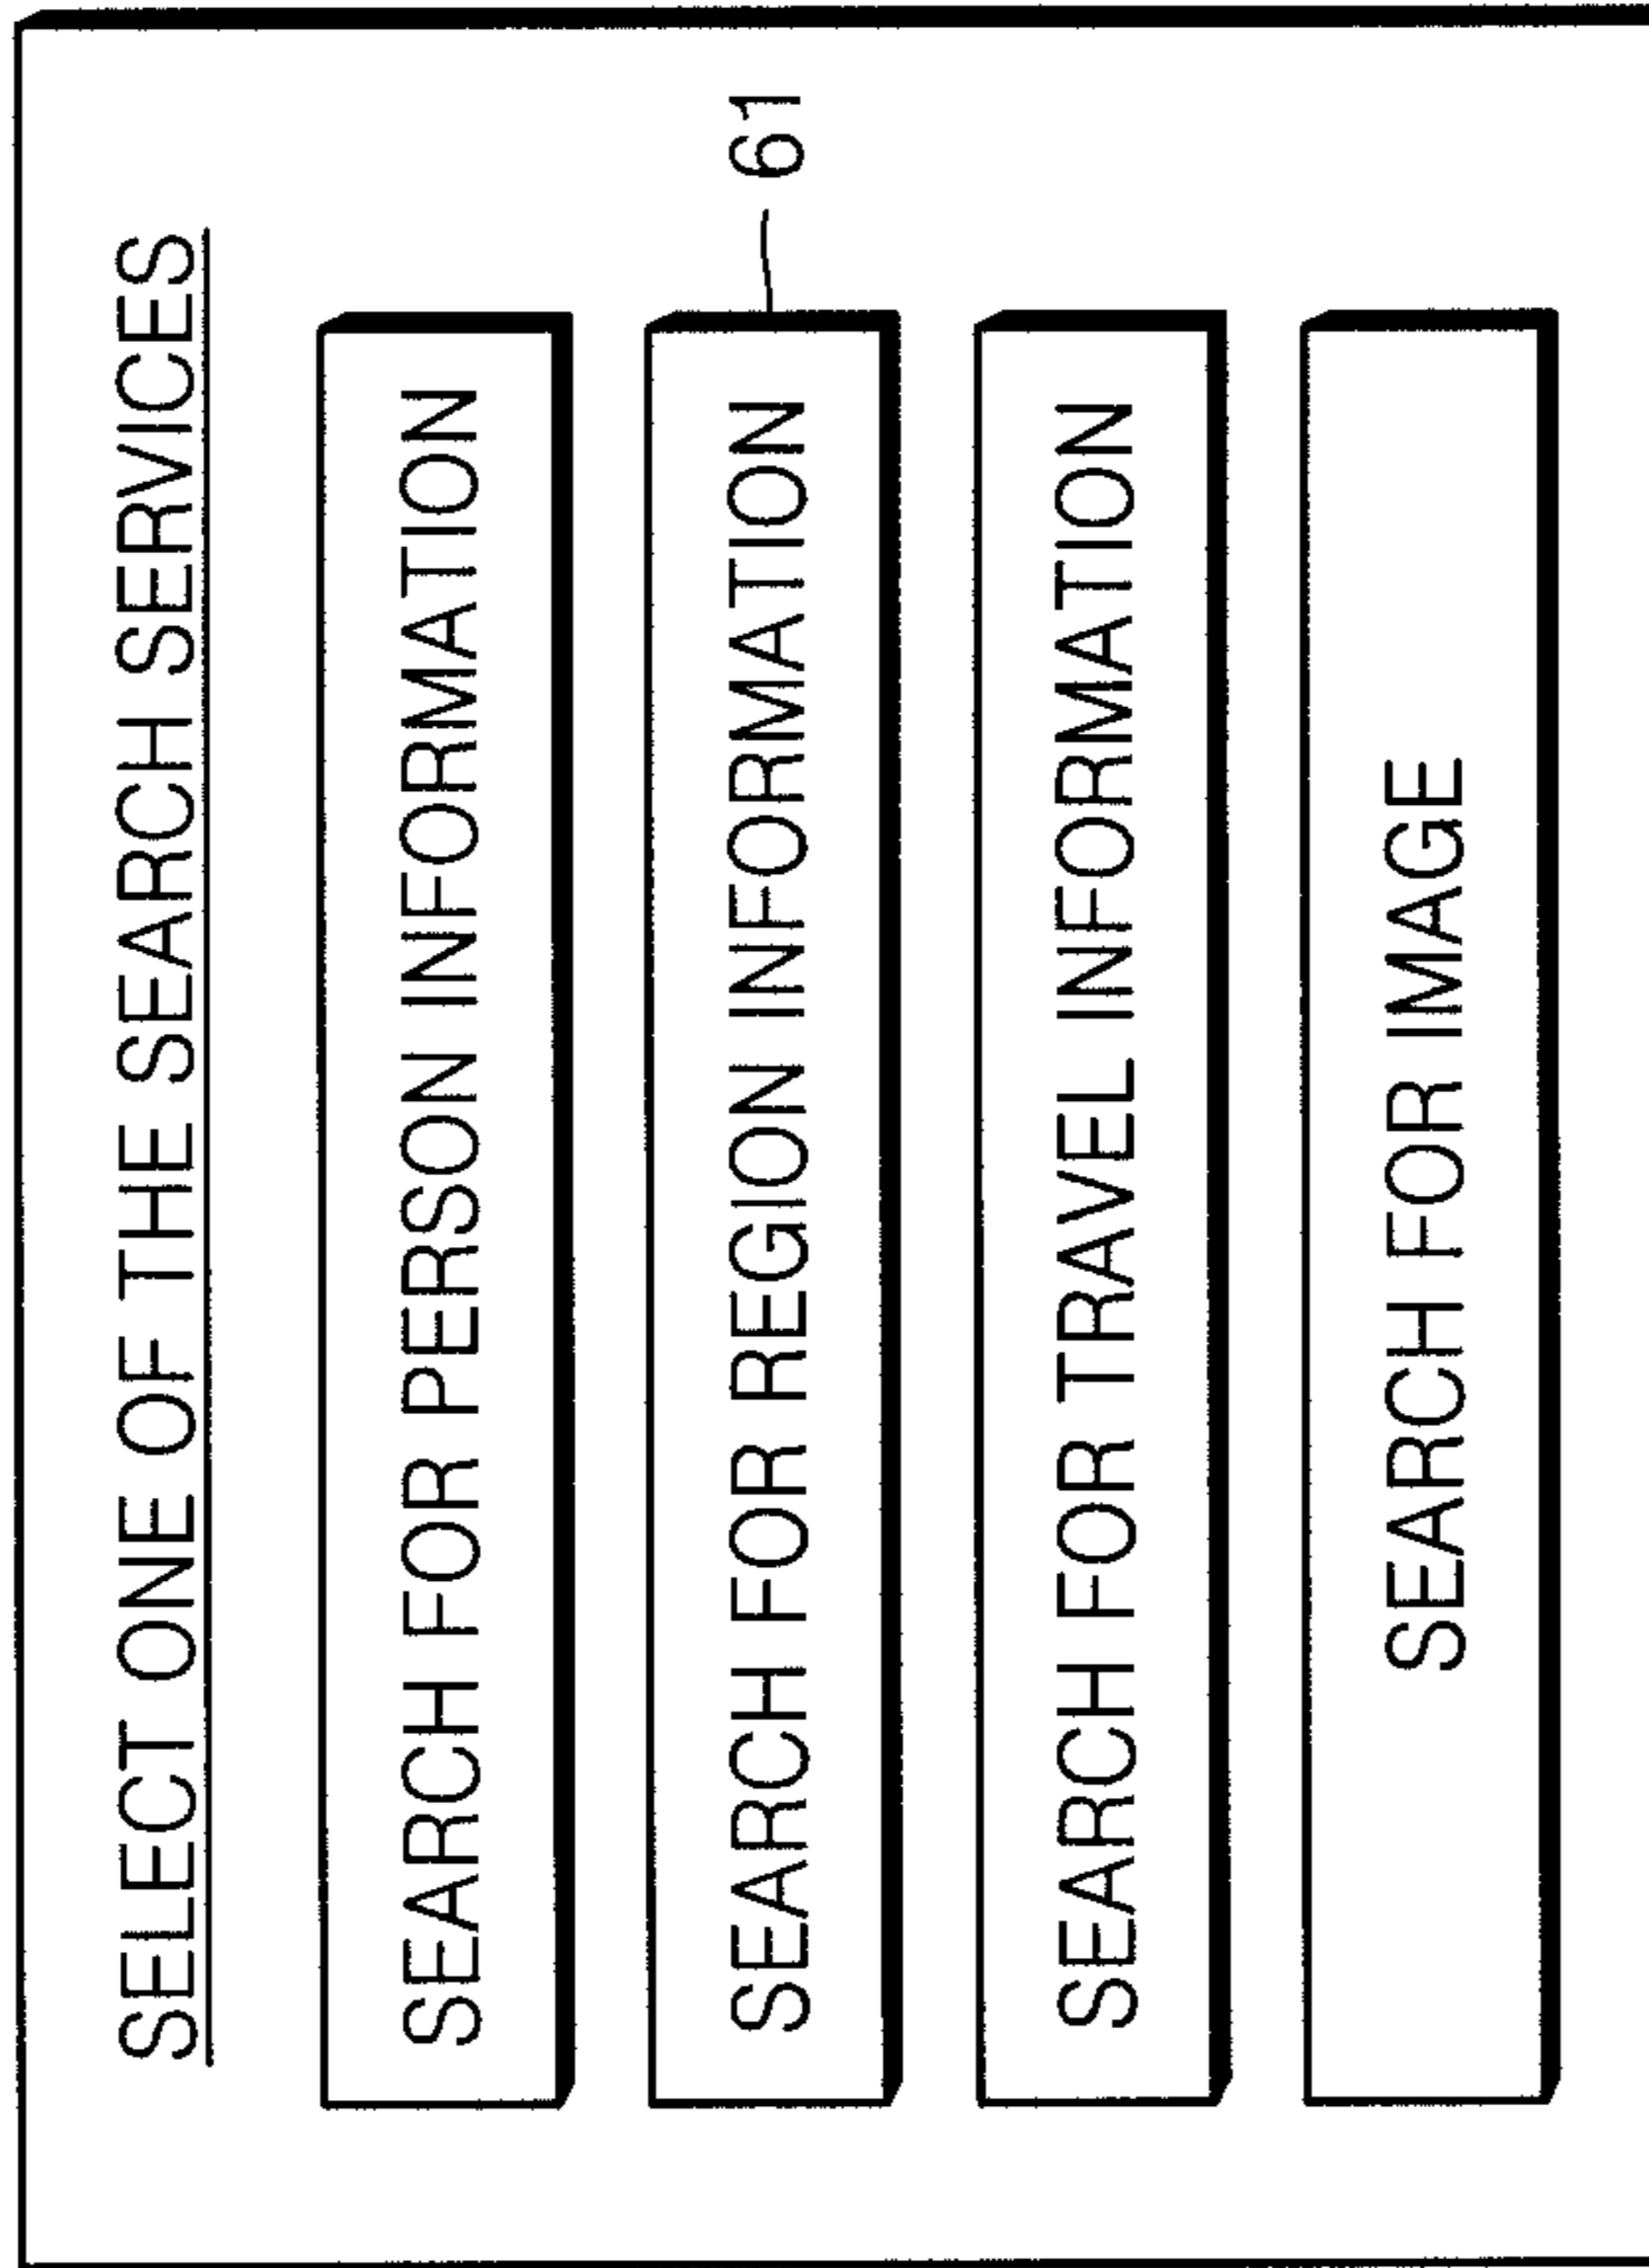 SELECT ONE OF THE SEARCH SERVICES
SEARCH FOR PERSON INFORMATION
SEARCH FOR REGION INFORMATION
61
SEARCH FOR TRAVEL INFORMATION
SEARCH FOR IMAGE